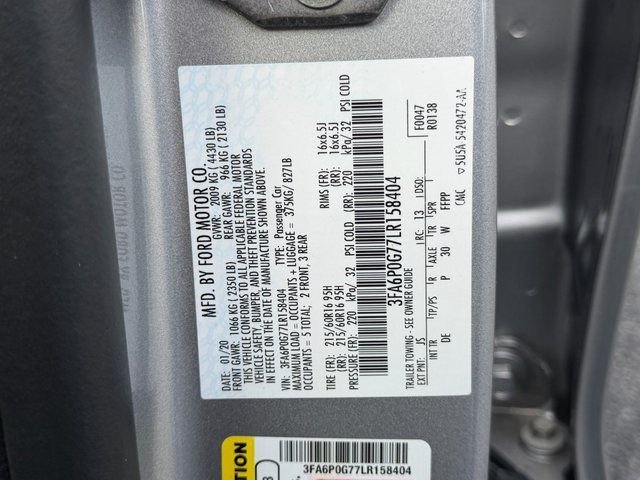 MFD. BY FORD MOTOR CO.
01/20 GVWR: 2009 KG ( 4430 LB)
FRONT GAWR: 1066 KG ( 2350 LB) REAR GAWR: 966 KG ( 2130 LB)
THIS VEHICLE CONFORMS TO ALL APPLICABLE FEDERAL MOTOR
VEHICLE SAFETY, BUMPER, AND THEFT PREVENTION STANDARDS
IN EFFECT ON THE DATE OF MANUFACTURE SHOWN ABOVE.
VIN: 3FA6P0G77LR158404 TYPE: Passenger Car
MAXIMUM LOAD = OCCUPANTS + LUGGAGE = 375KG/ 827LB
OCCUPANTS = 5 TOTAL; 2 FRONT, 3 REAR
TIRE (FR): 215/60R16 95H RIMS (FR): 16x6.5J
(RR): 215/60R16 95H (RR): 16x6.5J
PRESSURE (FR): 220 kPa/ 32 PSI COLD (RR): 220 kPa/ 32 PSI COLD
3FA6P0G77LR158404
TRAILER TOWING - SEE OWNER GUIDE F0047
EXT PNT: JS RC: 13 DSO: R0138
INT TR TP/PS R AXLE TR SPR
DE P 30 W FFPP
CMC ▽ 5U5A 5420472-AA
3FA6P0G77LR158404